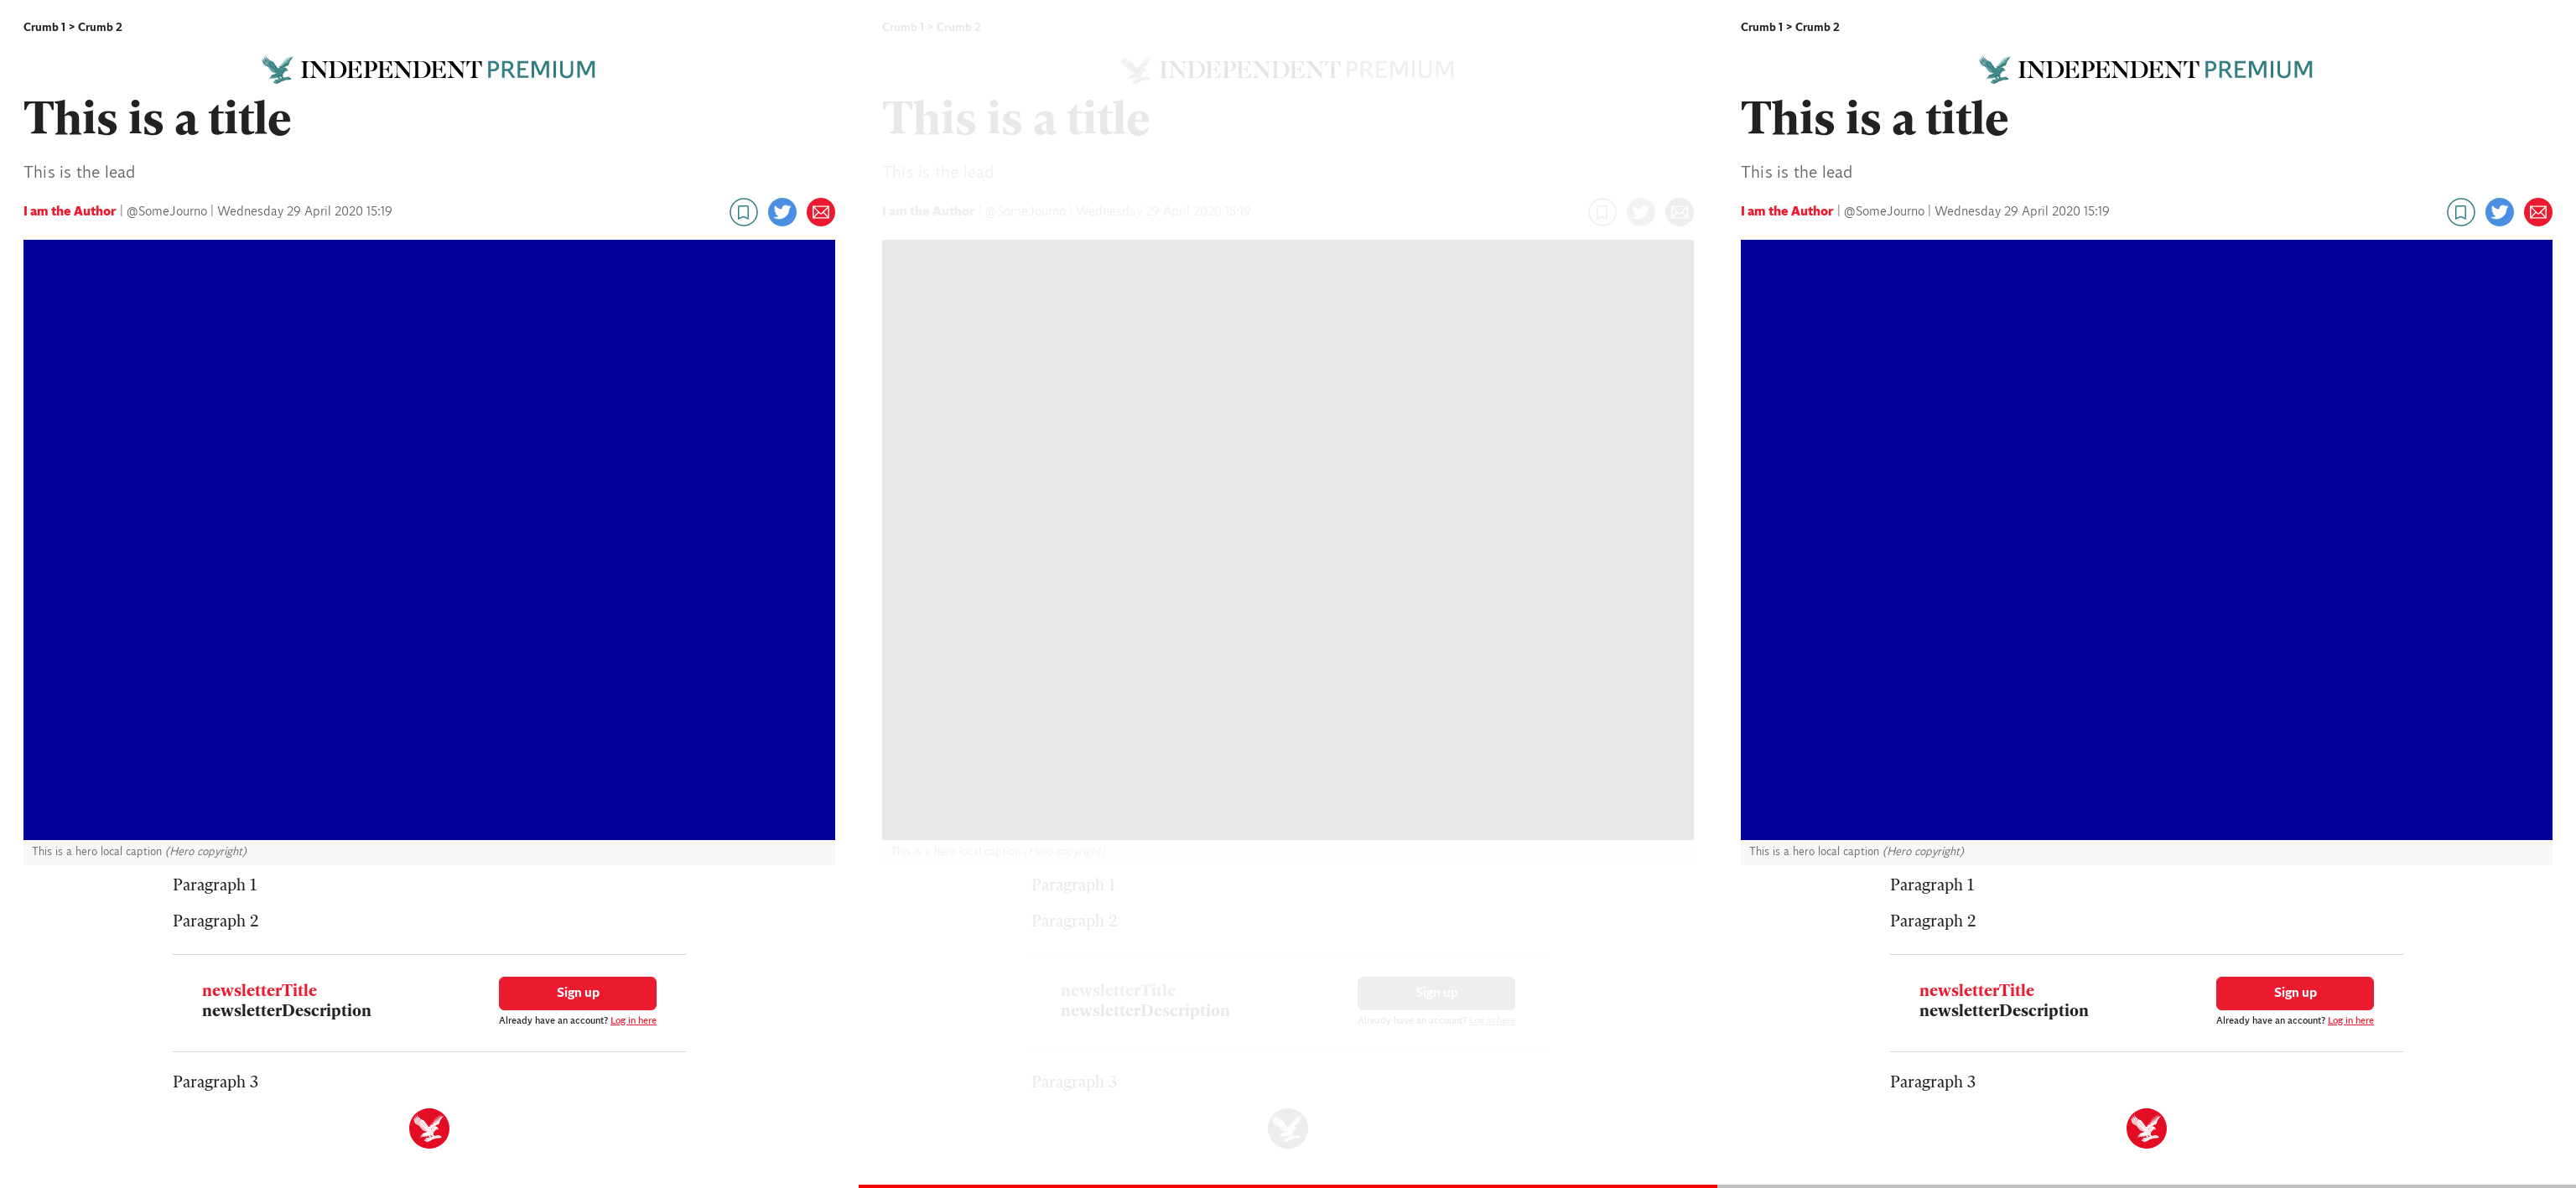 Crumb 1 > Crumb 2
INDEPENDENT PREMIUM
This is a title
This is the lead
I am the Author | @SomeJourno | Wednesday 29 April 2020 15:19
This is a hero local caption (Hero copyright)
Paragraph 1
Paragraph 2
newsletterTitle
newsletterDescription
Sign up
Already have an account? Log in here
Paragraph 3
Crumb 1 > Crumb 2
INDEPENDENT PREMIUM
This is a title
This is the lead
I am the Author | @SomeJourno | Wednesday 29 April 2020 15:19
This is a hero local caption (Hero copyright)
Paragraph 1
Paragraph 2
newsletterTitle
newsletterDescription
Sign up
Already have an account? Log in here
Paragraph 3
Crumb 1 > Crumb 2
INDEPENDENT PREMIUM
This is a title
This is the lead
I am the Author | @SomeJourno | Wednesday 29 April 2020 15:19
This is a hero local caption (Hero copyright)
Paragraph 1
Paragraph 2
newsletterTitle
newsletterDescription
Sign up
Already have an account? Log in here
Paragraph 3